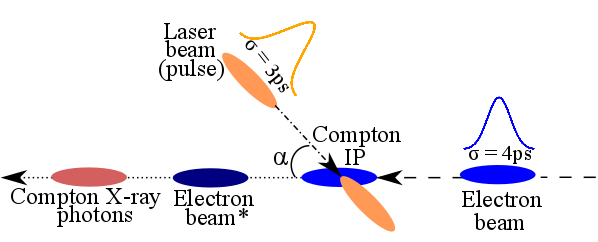 Laser
beam
(pulse)
σ = 3ps
Compton
IP
α
σ = 4ps
Compton X-ray
photons
Electron
beam*
Electron
beam